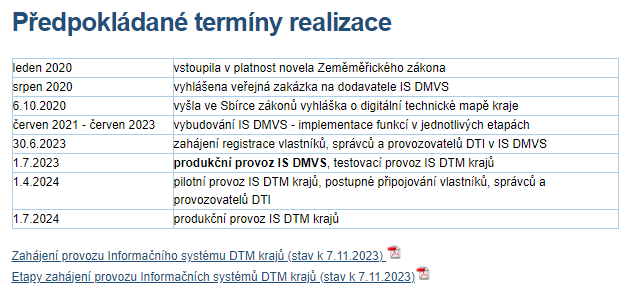 Předpokládané termíny realizace
leden 2020 vstoupila v platnost novela Zeměměřického zákona
srpen 2020 vyhlášena veřejná zakázka na dodavatele IS DMVS
6.10.2020 vyšla ve Sbírce zákonů vyhláška o digitální technické mapě kraje
červen 2021 - červen 2023 vybudování IS DMVS - implementace funkcí v jednotlivých etapách
30.6.2023 zahájení registrace vlastníků, správců a provozovatelů DTI v IS DMVS
1.7.2023 produkční provoz IS DMVS, testovací provoz IS DTM krajů
1.4.2024 pilotní provoz IS DTM krajů, postupné připojování vlastníků, správců a
provozovatelů DTI
1.7.2024 produkční provoz IS DTM krajů
Zahájení provozu Informačního systému DTM krajů (stav k 7.11.2023)
Etapy zahájení provozu Informačních systémů DTM krajů (stav k 7.11.2023)